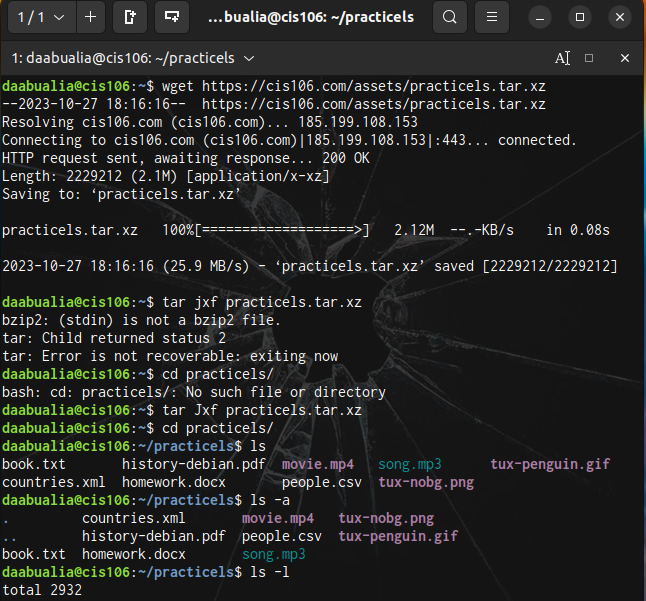 1 / 1
...bualia@cis106: ~/practicels
1: daabualia@cis106: ~/practicels
daabualia@cis106:~$ wget https://cis106.com/assets/practicels.tar.xz
--2023-10-27 18:16:16--  https://cis106.com/assets/practicels.tar.xz
Resolving cis106.com (cis106.com)... 185.199.108.153
Connecting to cis106.com (cis106.com)|185.199.108.153|:443... connected.
HTTP request sent, awaiting response... 200 OK
Length: 2229212 (2.1M) [application/x-xz]
Saving to: ‘practicels.tar.xz’
practicels.tar.xz   100%[===================>]   2.12M  --.-KB/s    in 0.08s
2023-10-27 18:16:16 (25.9 MB/s) - ‘practicels.tar.xz’ saved [2229212/2229212]
daabualia@cis106:~$ tar jxf practicels.tar.xz
bzip2: (stdin) is not a bzip2 file.
tar: Child returned status 2
tar: Error is not recoverable: exiting now
daabualia@cis106:~$ cd practicels/
bash: cd: practicels/: No such file or directory
daabualia@cis106:~$ tar Jxf practicels.tar.xz
daabualia@cis106:~$ cd practicels/
daabualia@cis106:~/practicels$ ls
book.txt       history-debian.pdf  movie.mp4   song.mp3      tux-penguin.gif
countries.xml  homework.docx       people.csv  tux-nobg.png
daabualia@cis106:~/practicels$ ls -a
.         countries.xml       movie.mp4   tux-nobg.png
..        history-debian.pdf  people.csv  tux-penguin.gif
book.txt  homework.docx       song.mp3
daabualia@cis106:~/practicels$ ls -l
total 2932